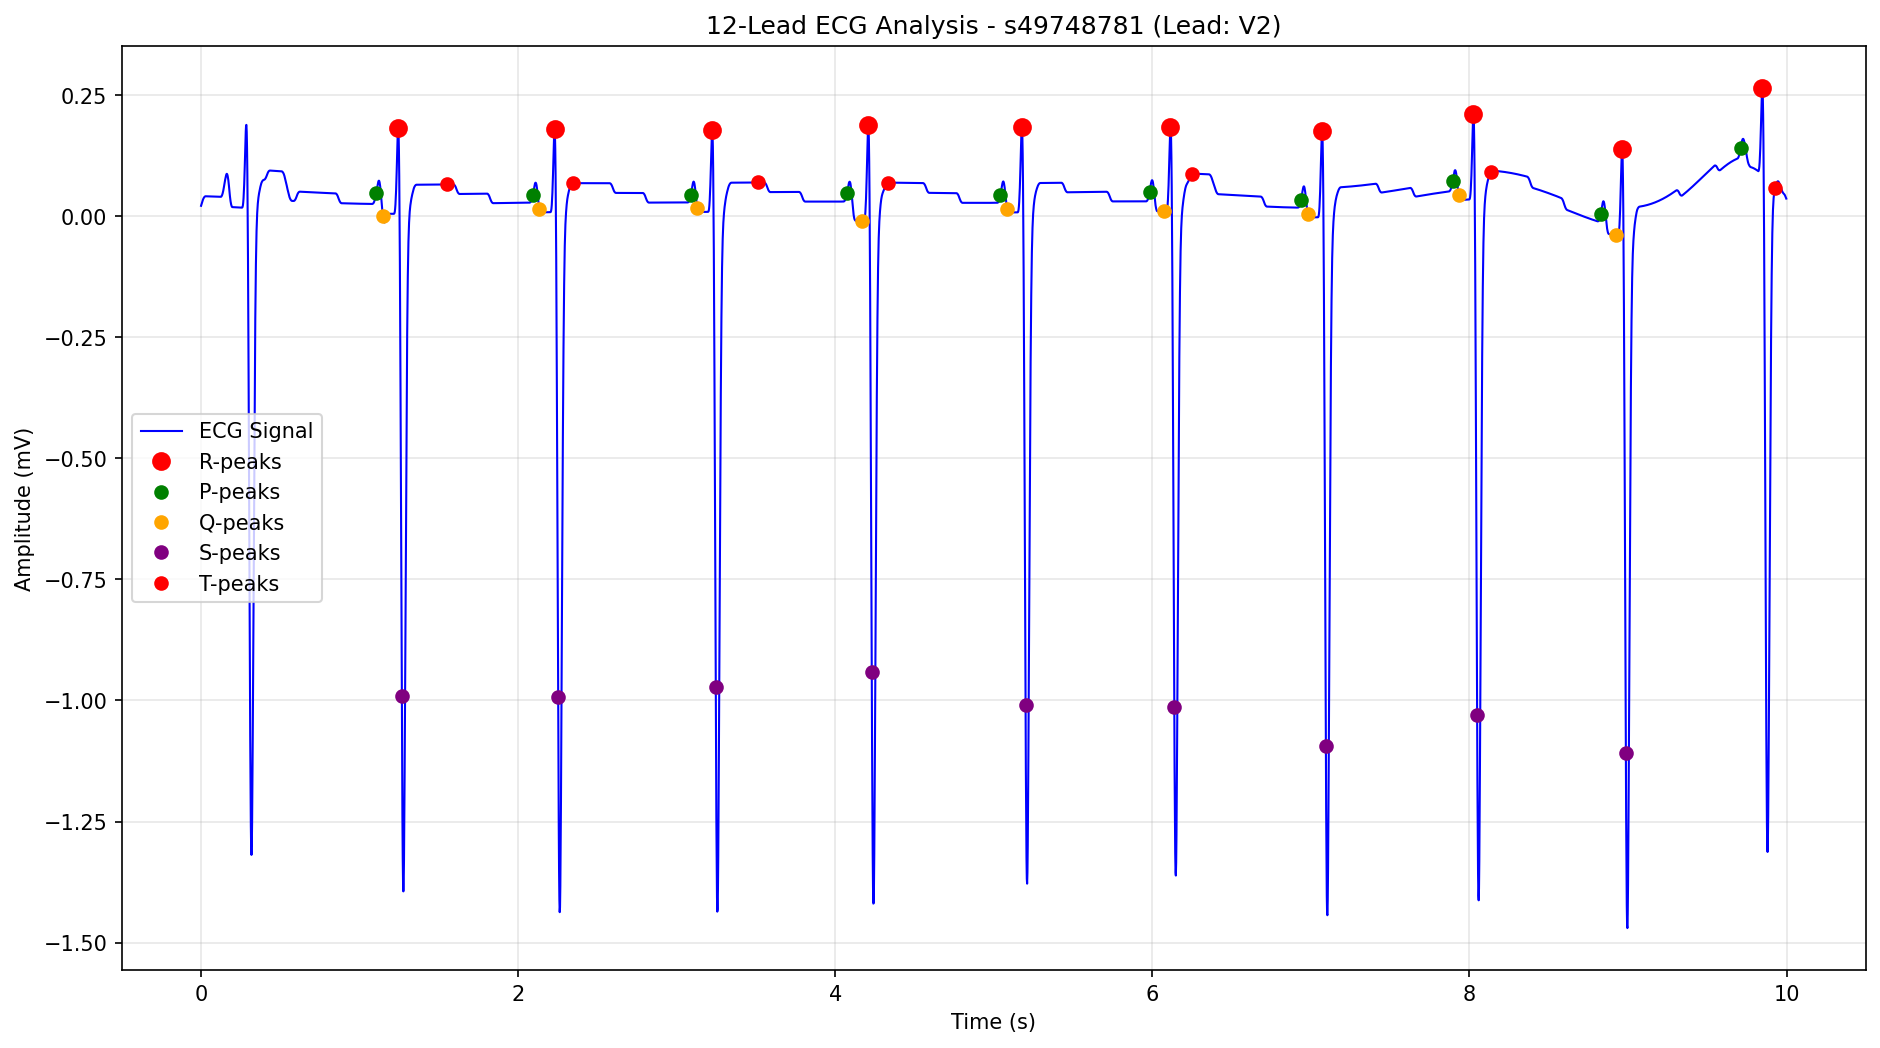 12-Lead ECG Analysis - s49748781 (Lead: V2)
0.25
0.00
−0.25
−0.50
−0.75
−1.00
−1.25
−1.50
Amplitude (mV)
ECG Signal
R-peaks
P-peaks
Q-peaks
S-peaks
T-peaks
0 2 4 6 8 10
Time (s)